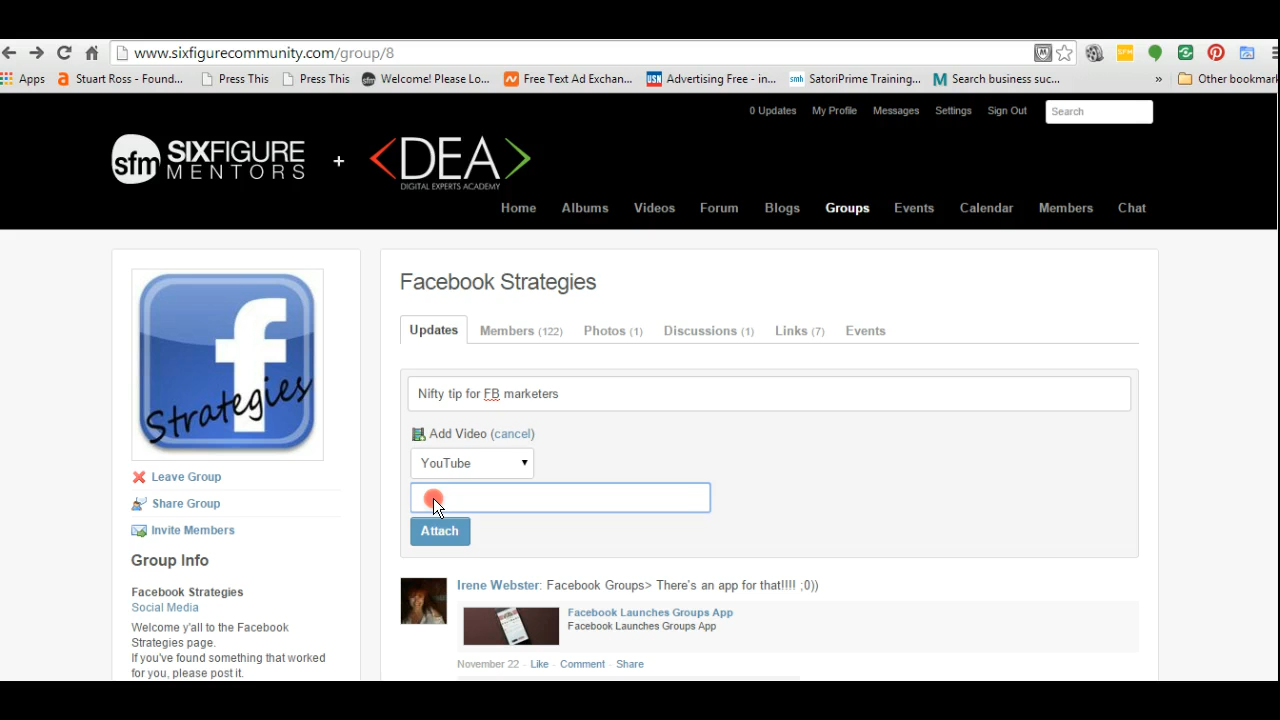 www.sixfigurecommunity.com/group/8
Apps
Stuart Ross - Found...
Press This
Press This
Welcome! Please Lo...
Free Text Ad Exchan...
Advertising Free - in...
SatoriPrime Training...
Search business suc...
»
Other bookmark
0 Updates
My Profile
Messages
Settings
Sign Out
Search
sfm SIXFIGURE
MENTORS
+
<DEA>
DIGITAL EXPERTS ACADEMY
Home
Albums
Videos
Forum
Blogs
Groups
Events
Calendar
Members
Chat
f
Strategies
Leave Group
Share Group
Invite Members
Group Info
Facebook Strategies
Social Media
Welcome y'all to the Facebook
Strategies page.
If you've found something that worked
for you, please post it.
Facebook Strategies
Updates
Members (122)
Photos (1)
Discussions (1)
Links (7)
Events
Nifty tip for FB marketers
Add Video (cancel)
YouTube
Attach
Irene Webster: Facebook Groups> There's an app for that!!!! ;0))
Facebook Launches Groups App
Facebook Launches Groups App
November 22 - Like - Comment - Share